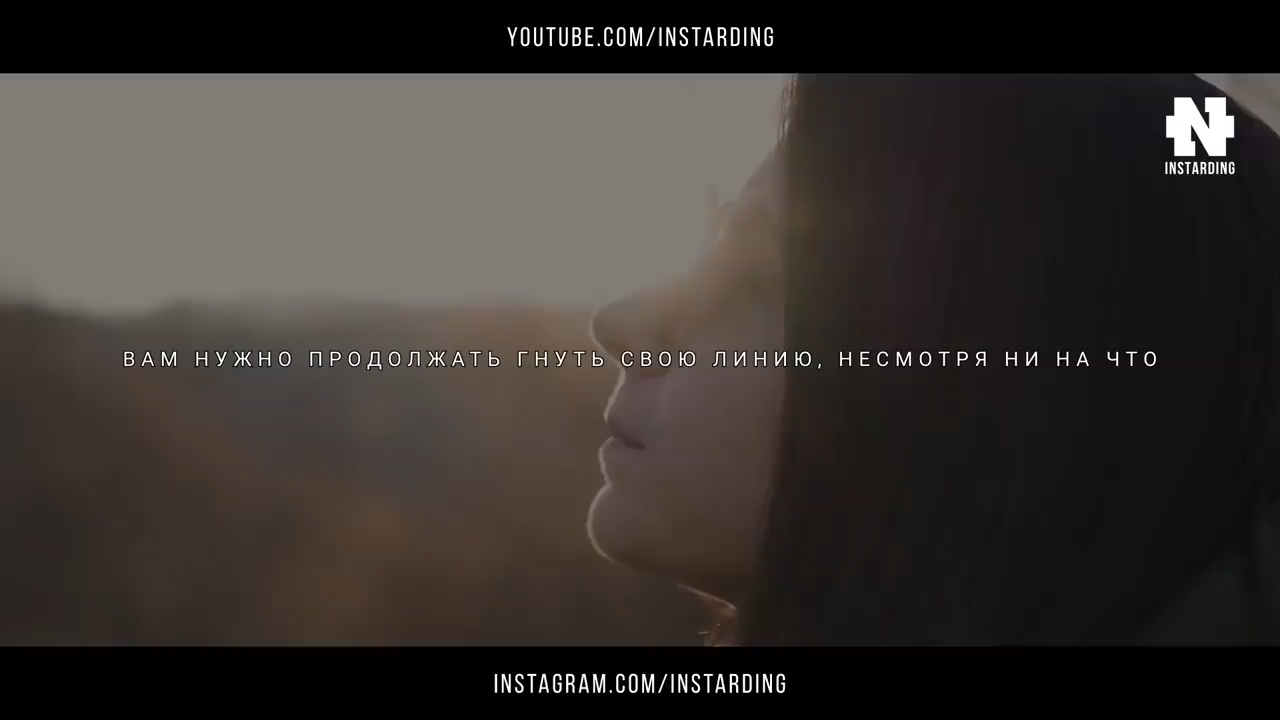 YOUTUBE.COM/INSTARDING
N
INSTARDING
ВАМ НУЖНО ПРОДОЛЖАТЬ ГНУТЬ СВОЮ ЛИНИЮ, НЕСМОТРЯ НИ НА ЧТО
INSTAGRAM.COM/INSTARDING